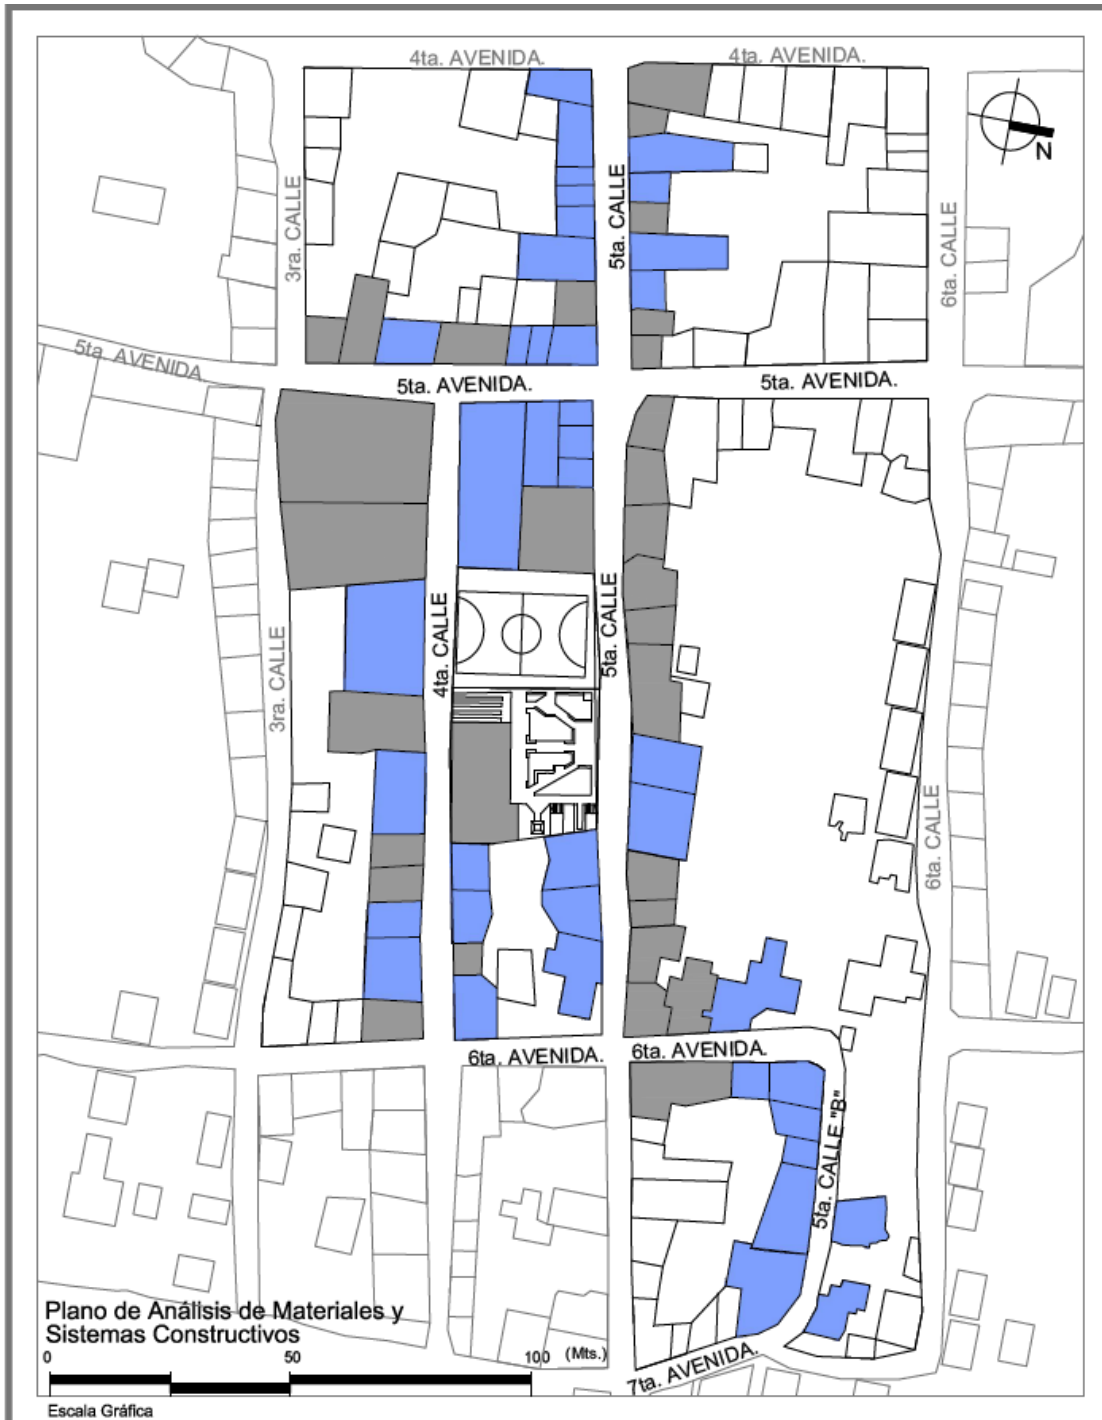 4ta. AVENIDA.
4ta. AVENIDA.
N
3ra. CALLE
5ta. CALLE
6ta. CALLE
5ta. AVENIDA.
5ta. AVENIDA.
5ta. AVENIDA.
3ra. CALLE
4ta. CALLE
5ta. CALLE
6ta. CALLE
6ta. AVENIDA.
6ta. AVENIDA.
5ta. CALLE "B"
7ta. AVENIDA.
Plano de Análisis de Materiales y
Sistemas Constructivos
0 50 100 (Mts.)
Escala Gráfica